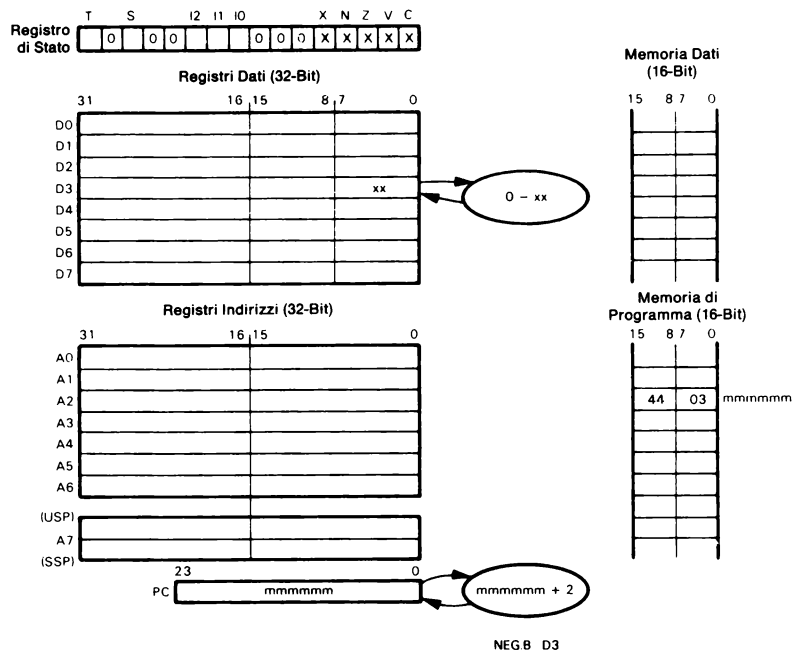 T S I2 I1 I0 X N Z V C
Registro di Stato
0 0 0 0 0 0 X X X X X
Registri Dati (32-Bit)
31 16 15 8 7 0
D0
D1
D2
D3 xx
D4
D5
D6
D7
0 – xx
Memoria Dati
(16-Bit)
15 8 7 0
Registri Indirizzi (32-Bit)
31 16 15 0
A0
A1
A2
A3
A4
A5
A6
(USP)
A7
(SSP)
23 0
PC mmmmmm
mmmmmm + 2
Memoria di
Programma (16-Bit)
15 8 7 0
44 03 mmmmmm
NEG.B D3